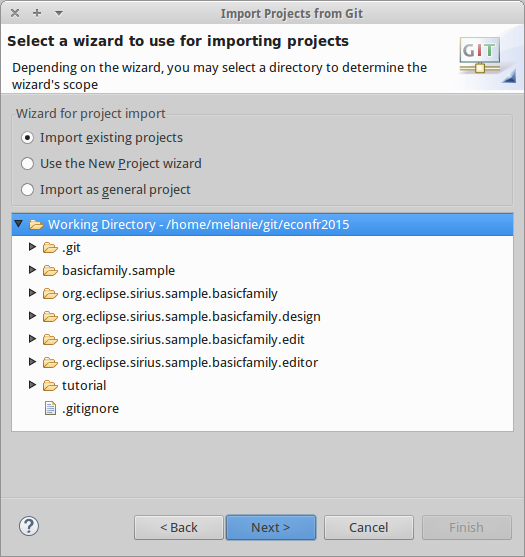 Import Projects from Git
Select a wizard to use for importing projects
Depending on the wizard, you may select a directory to determine the
wizard's scope
GIT
Wizard for project import
Import existing projects
Use the New Project wizard
Import as general project
Working Directory - /home/melanie/git/econfr2015
.git
basicfamily.sample
org.eclipse.sirius.sample.basicfamily
org.eclipse.sirius.sample.basicfamily.design
org.eclipse.sirius.sample.basicfamily.edit
org.eclipse.sirius.sample.basicfamily.editor
tutorial
.gitignore
? < Back Next > Cancel Finish